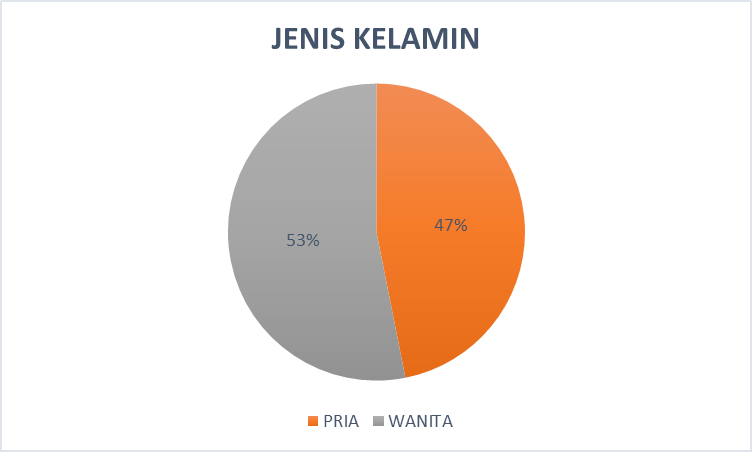 JENIS KELAMIN
47%
53%
PRIA WANITA